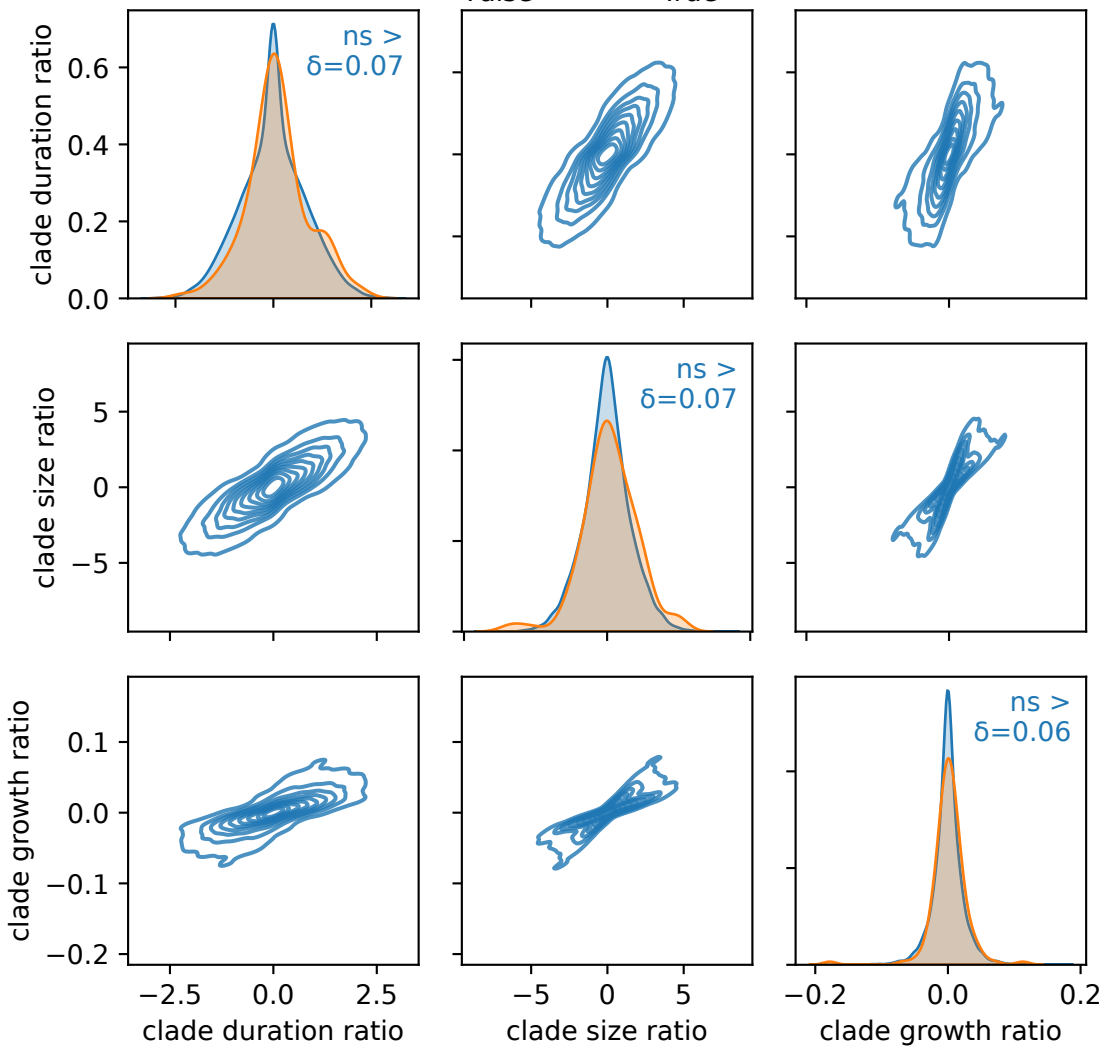 ns >
δ=0.07
clade duration ratio
0.6
0.4
0.2
0.0
ns >
δ=0.07
clade size ratio
5
0
−5
ns >
δ=0.06
clade growth ratio
0.1
0.0
−0.1
−0.2
−2.5 0.0 2.5
−5 0 5
−0.2 0.0 0.2
clade duration ratio
clade size ratio
clade growth ratio